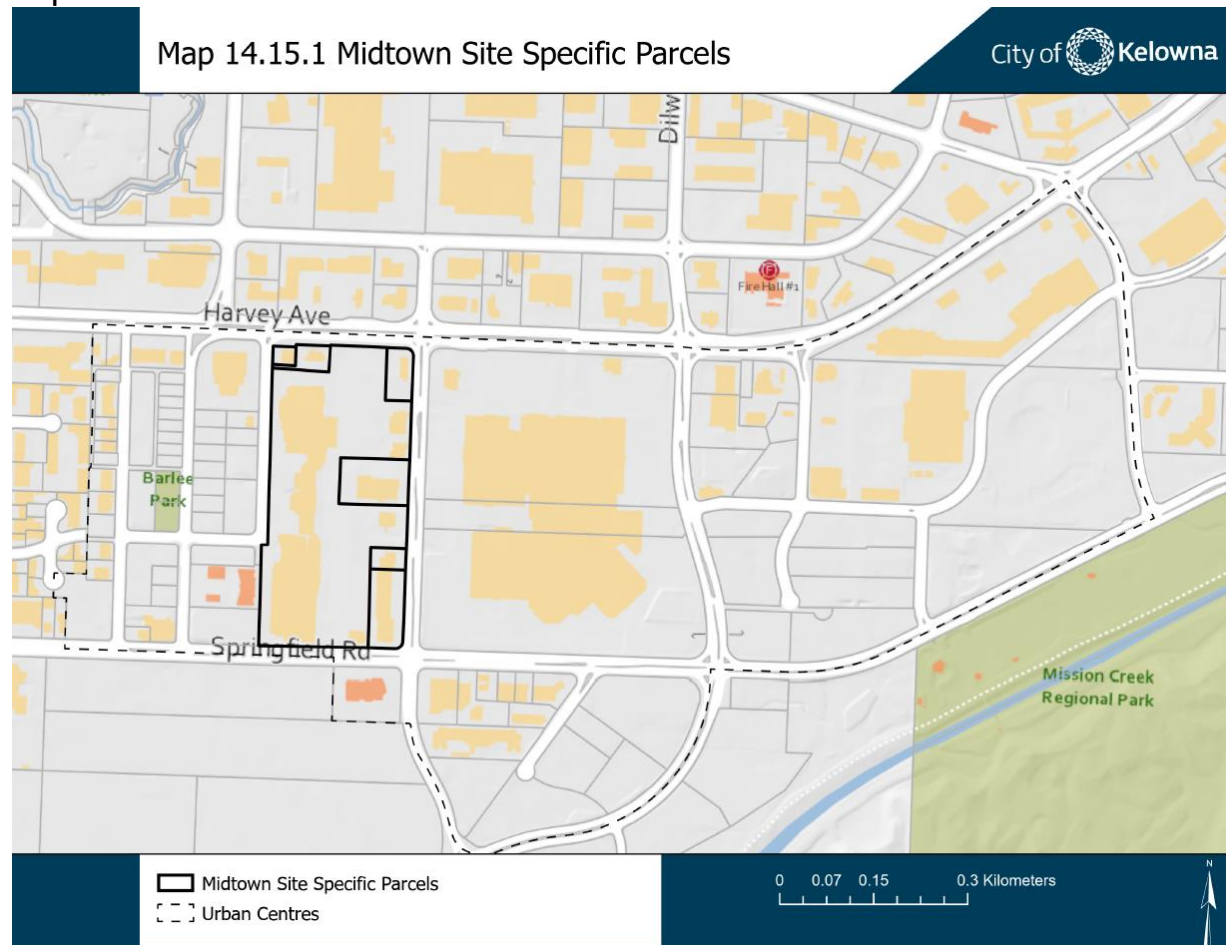 Map 14.15.1 Midtown Site Specific Parcels
City of Kelowna
Dilw
F
Fire Hall #1
Harvey Ave
Barlee
Park
Springfield Rd
Mission Creek
Regional Park
Midtown Site Specific Parcels
Urban Centres
0 0.07 0.15 0.3 Kilometers
N